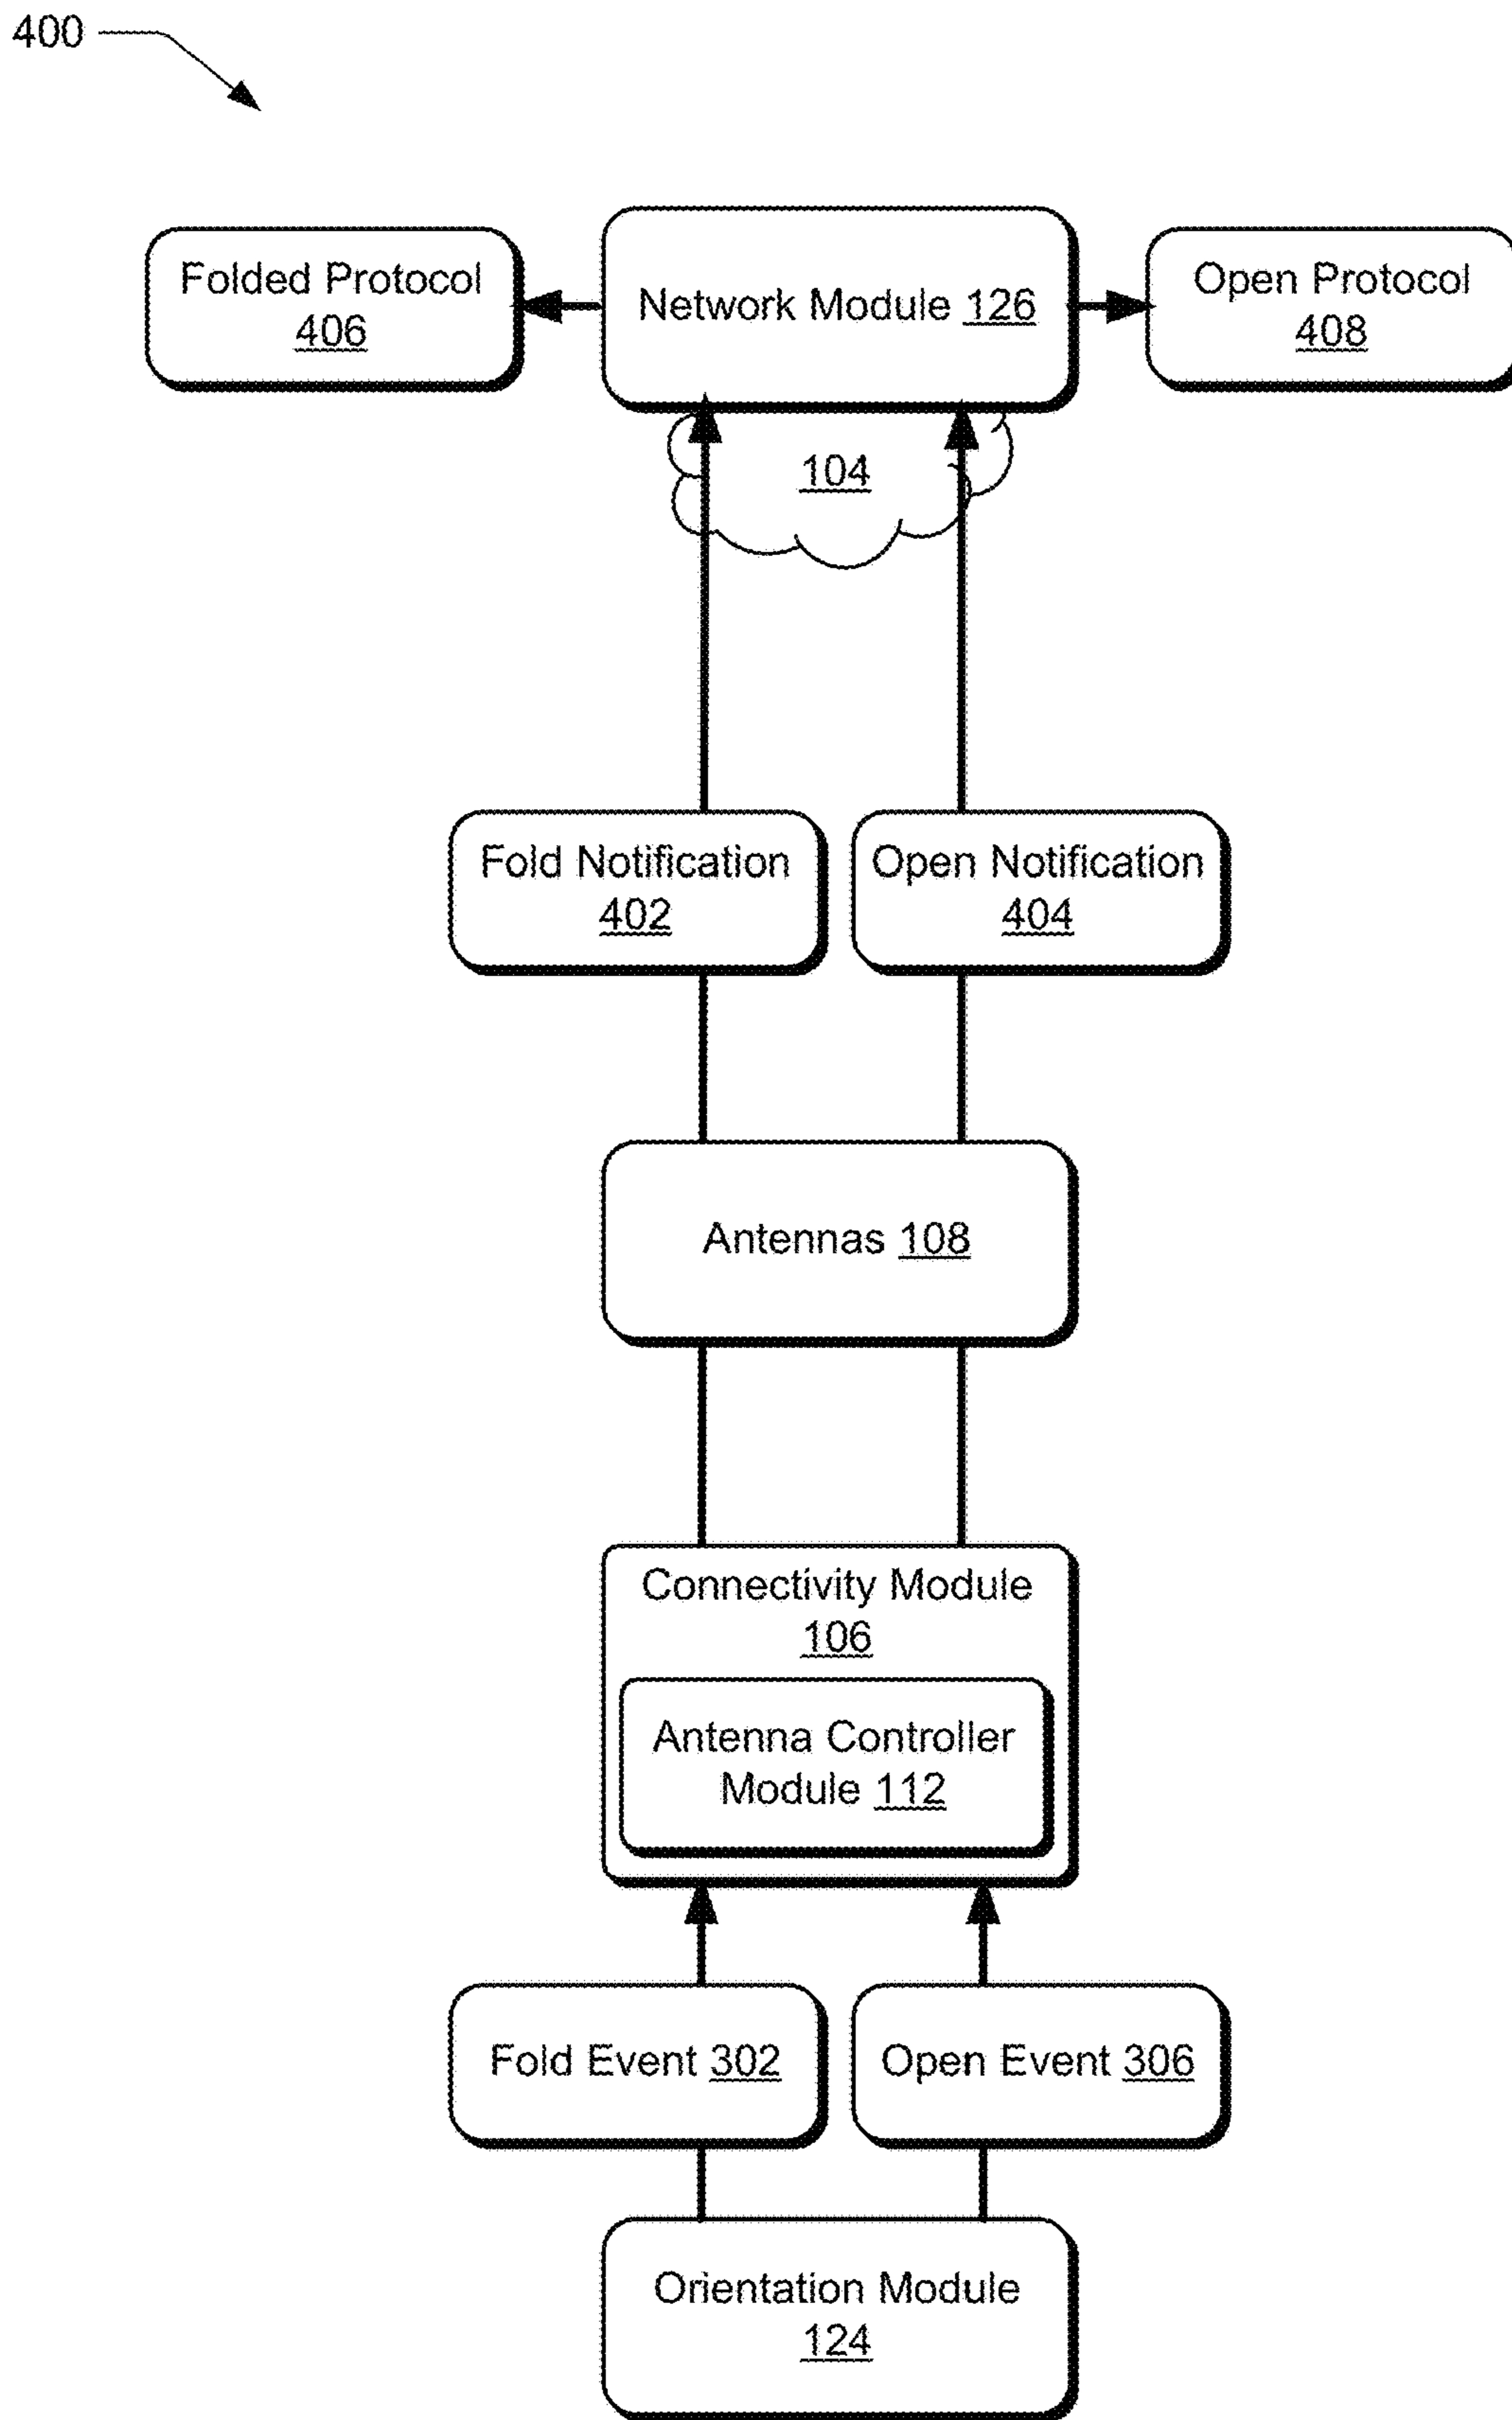 400
Folded Protocol
406
Network Module 126
Open Protocol
408
104
Fold Notification
402
Open Notification
404
Antennas 108
Connectivity Module
106
Antenna Controller
Module 112
Fold Event 302
Open Event 306
Orientation Module
124